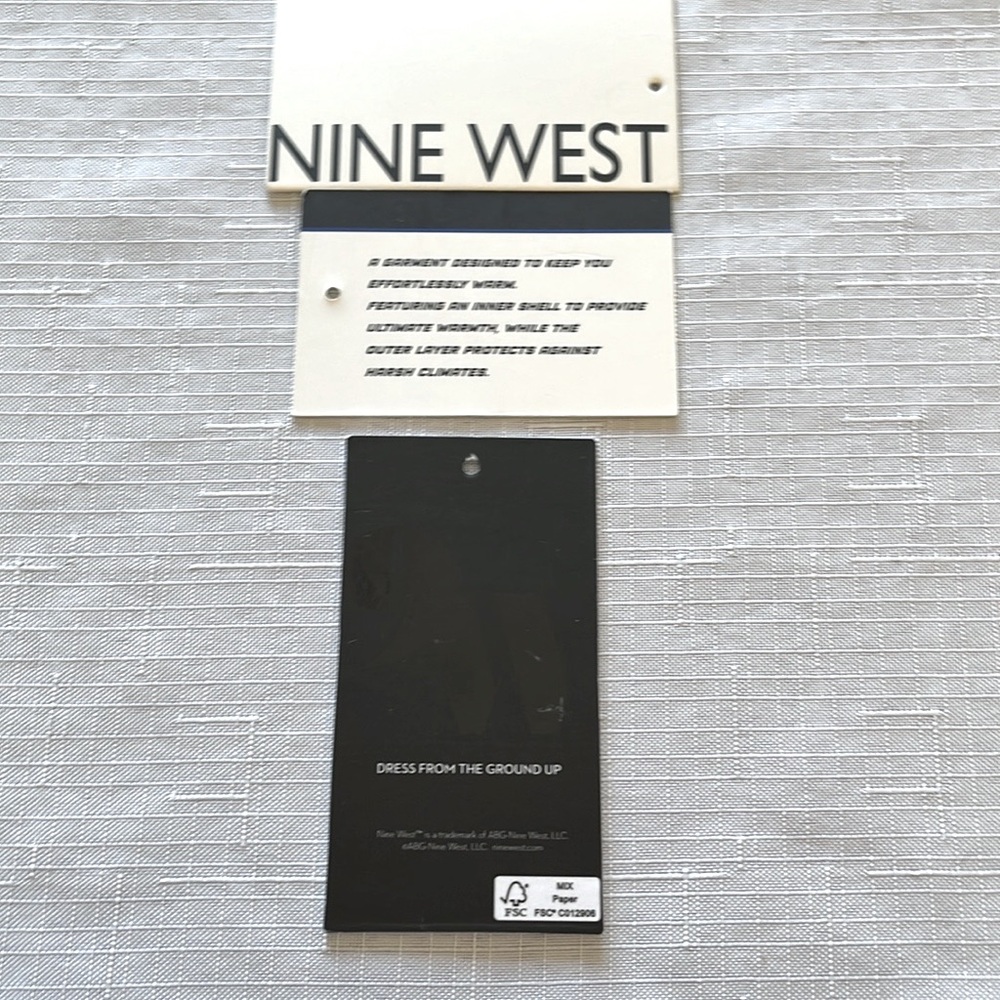 NINE WEST
A GARMENT DESIGNED TO KEEP YOU
EFFORTLESSLY WARM.
FEATURING AN INNER SHELL TO PROVIDE
ULTIMATE WARMTH, WHILE THE
OUTER LAYER PROTECTS AGAINST
HARSH CLIMATES.
DRESS FROM THE GROUND UP
Nine West™ is a trademark of ABG-Nine West, LLC.
©ABG-Nine West, LLC. ninewest.com
MIX
Paper
FSC FSC® C012906